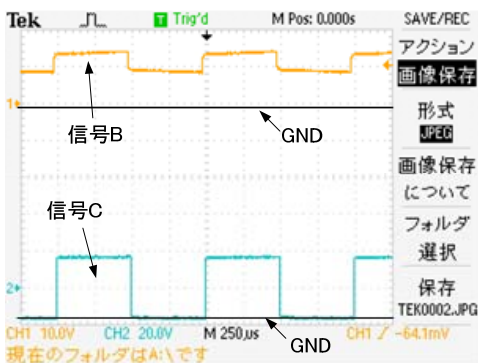 Tek
T Trig'd
M Pos: 0.000s
SAVE/REC
アクション
画像保存
形式
JPEG
画像保存
について
フォルダ
選択
保存
TEK0002.JPG
1
信号B
GND
信号C
2
GND
CH1 10.0V
CH2 20.0V
M 250us
CH1
-64.1mV
現在のフォルダはA:\です